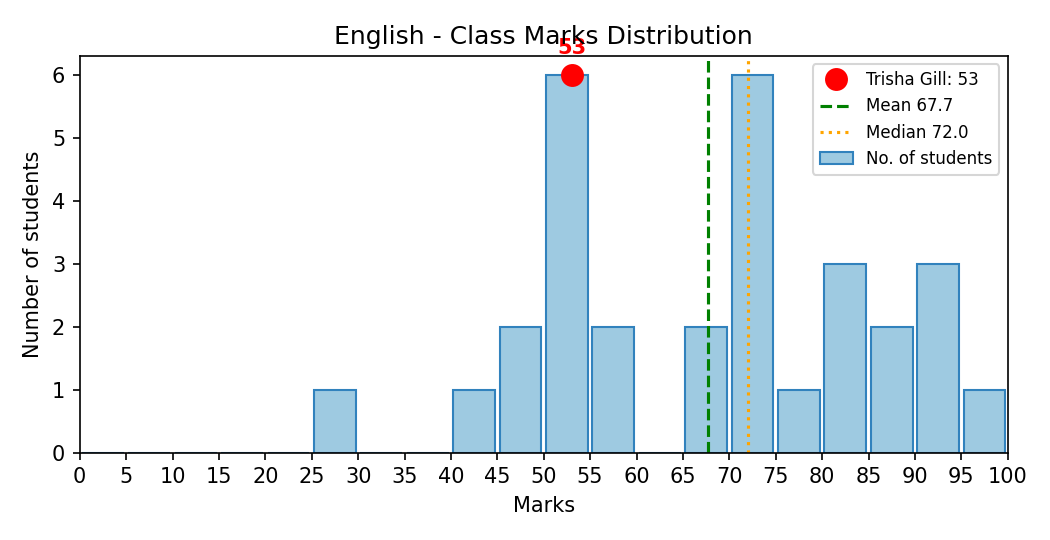 English - Class Marks Distribution
53
Trisha Gill: 53
Mean 67.7
Median 72.0
No. of students
Number of students
6
5
4
3
2
1
0
0 5 10 15 20 25 30 35 40 45 50 55 60 65 70 75 80 85 90 95 100
Marks